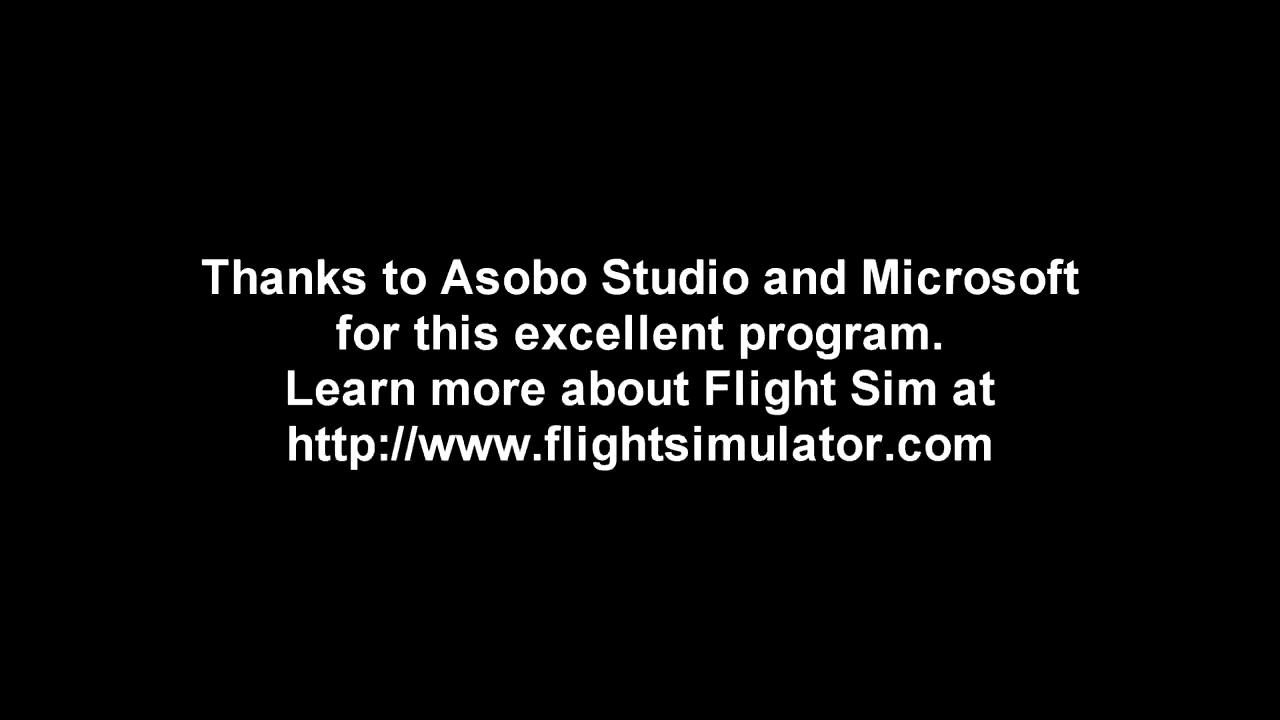 Thanks to Asobo Studio and Microsoft
for this excellent program.
Learn more about Flight Sim at
http://www.flightsimulator.com